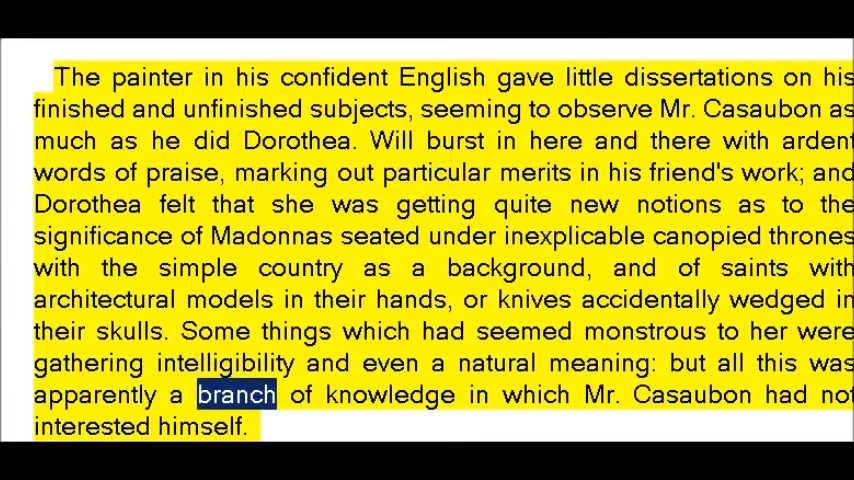 The painter in his confident English gave little dissertations on his
finished and unfinished subjects, seeming to observe Mr. Casaubon as
much as he did Dorothea. Will burst in here and there with ardent
words of praise, marking out particular merits in his friend's work; and
Dorothea felt that she was getting quite new notions as to the
significance of Madonnas seated under inexplicable canopied thrones
with the simple country as a background, and of saints with
architectural models in their hands, or knives accidentally wedged in
their skulls. Some things which had seemed monstrous to her were
gathering intelligibility and even a natural meaning: but all this was
apparently a branch of knowledge in which Mr. Casaubon had not
interested himself.